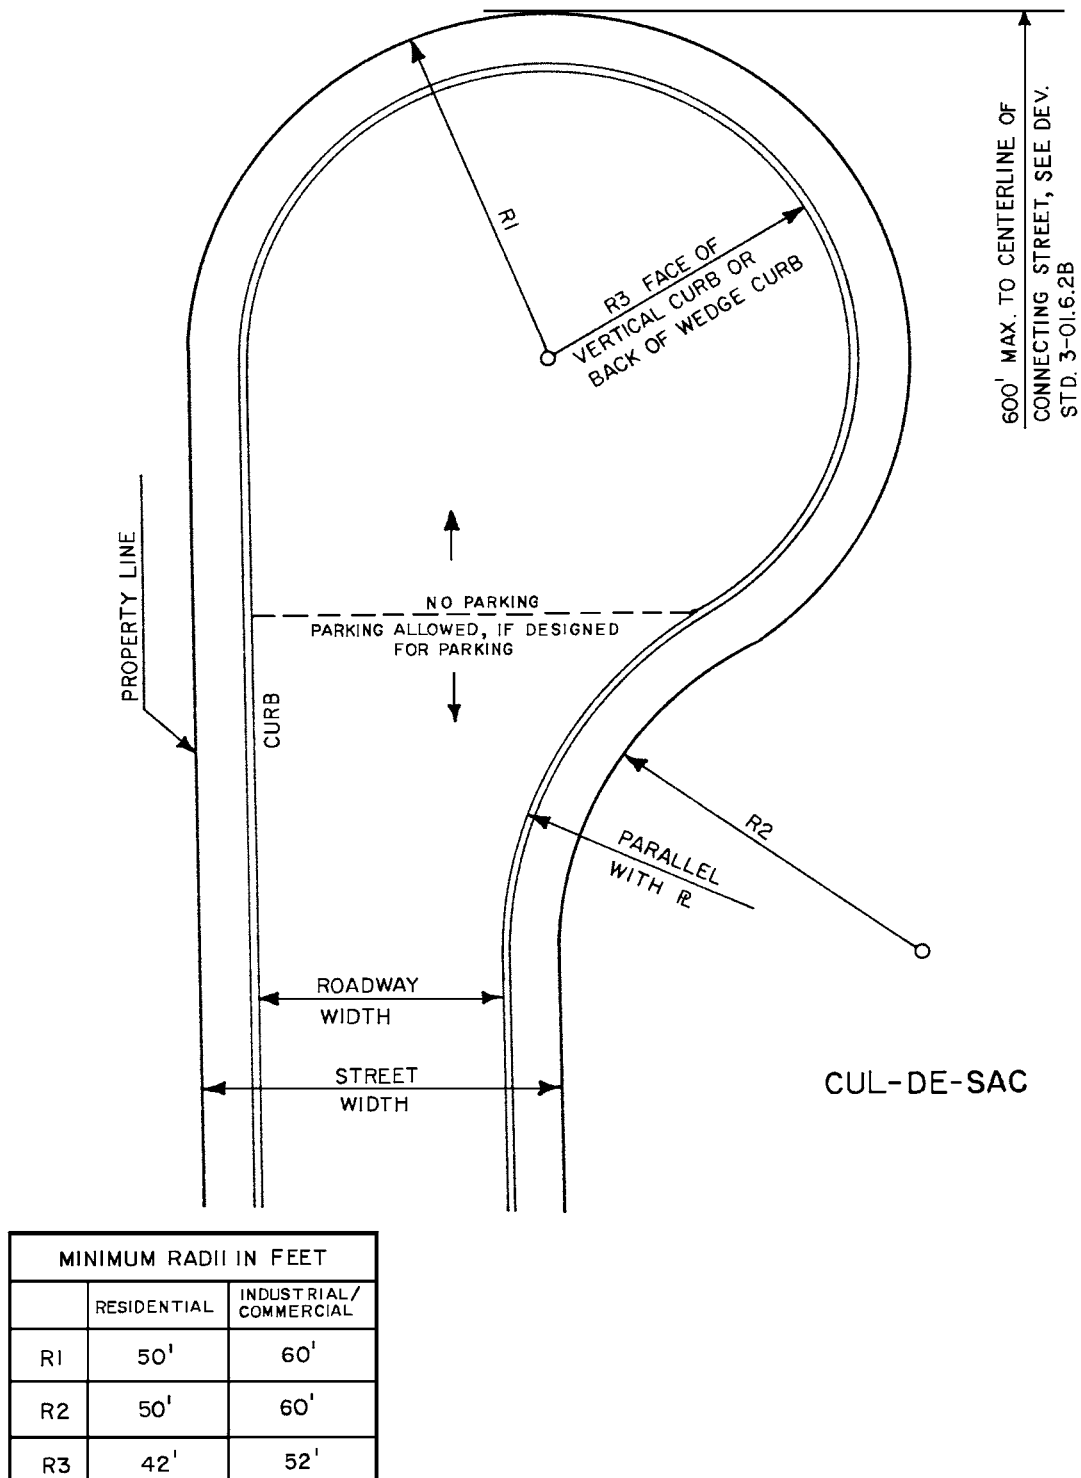 600' MAX. TO CENTERLINE OF
CONNECTING STREET, SEE DEV.
STD. 3-01.6.2B
R1
R3 FACE OF
VERTICAL CURB OR
BACK OF WEDGE CURB
PROPERTY LINE
NO PARKING
PARKING ALLOWED, IF DESIGNED
FOR PARKING
CURB
R2
PARALLEL
WITH ⅊
ROADWAY
WIDTH
STREET
WIDTH
CUL-DE-SAC
MINIMUM RADII IN FEET
RESIDENTIAL INDUSTRIAL/
COMMERCIAL
R1 50' 60'
R2 50' 60'
R3 42' 52'